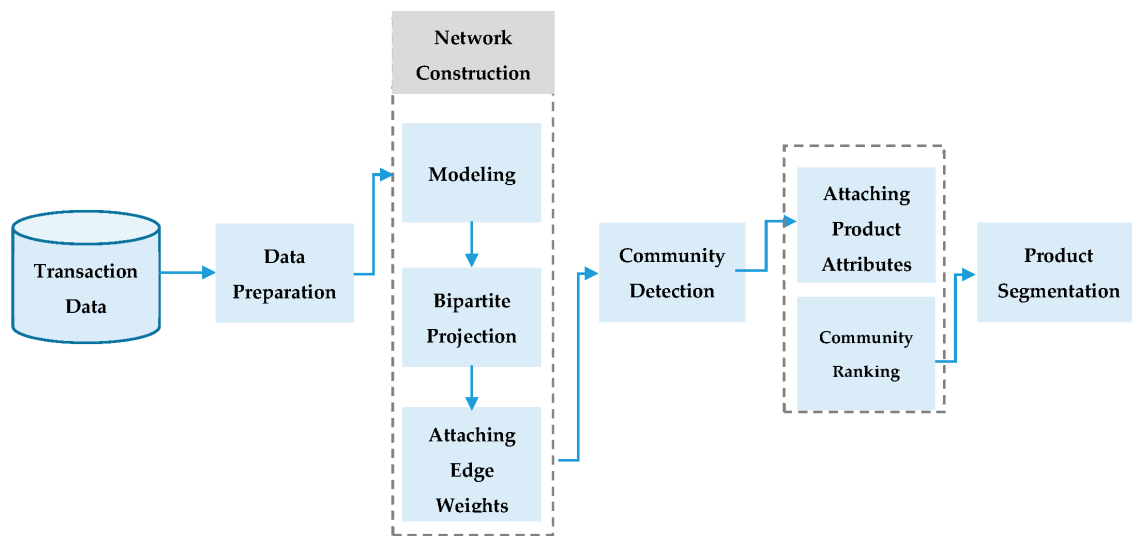 Network
Construction
Modeling
Bipartite
Projection
Attaching
Edge
Weights
Transaction
Data
Data
Preparation
Community
Detection
Attaching
Product
Attributes
Community
Ranking
Product
Segmentation